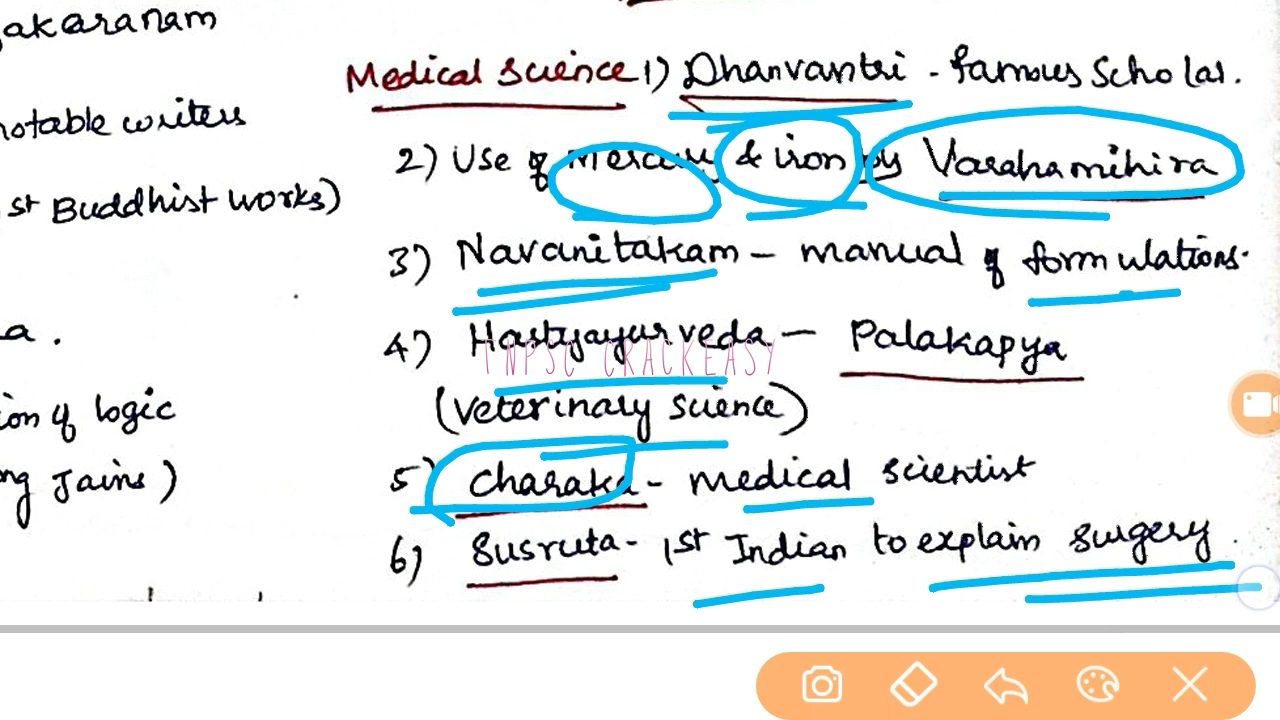 akaranam
Medical Science 1) Dhanvantri - famous Scholar.
notable writers
2) Use of Mercury & iron by Varahamihira
st Buddhist works)
3) Navanitakam - manual of formulations.
a.
4) Hastyayurveda - Palakapya
TNPSC CRACKEASY
ion of logic
(Veterinary science)
ng Jains)
5) Charaka - medical scientist
6) Susruta - 1st Indian to explain surgery.